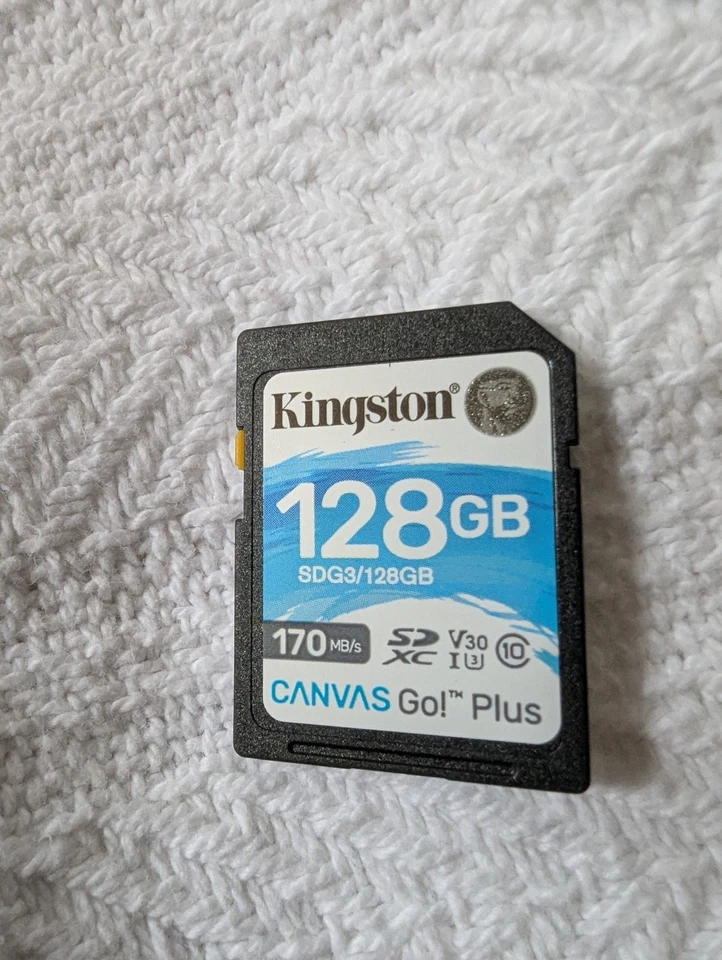 Kingston®
128GB
SDG3/128GB
170 MB/s SD XC V30 I U3 10
CANVAS Go!™ Plus